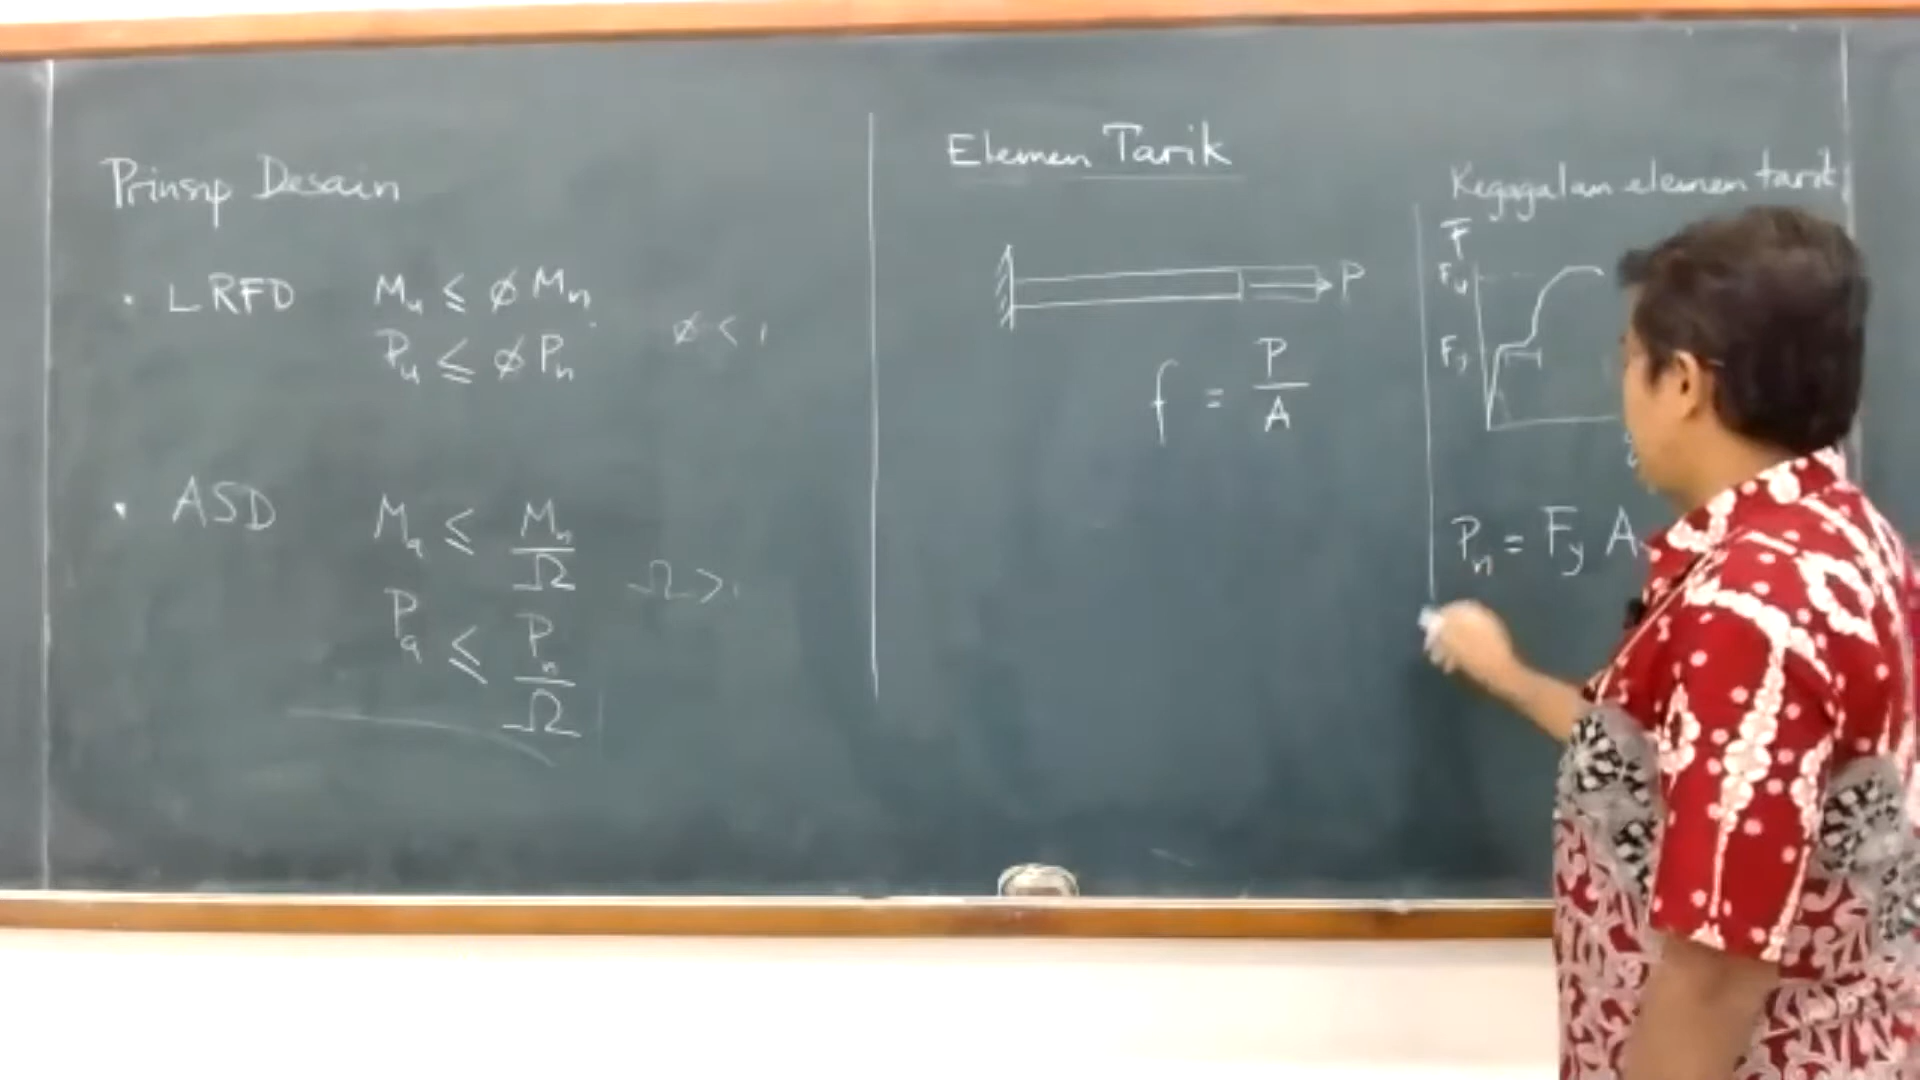 Prinsip Desain
• LRFD Mu ≤ ø Mn
Pu ≤ ø Pn
ø < 1
• ASD Ma ≤ Mn/Ω
Pa ≤ Pn/Ω
Ω > 1
Elemen Tarik
P
f = P/A
Kegagalan elemen tarik
F
Fu
Fy
Pn = Fy A